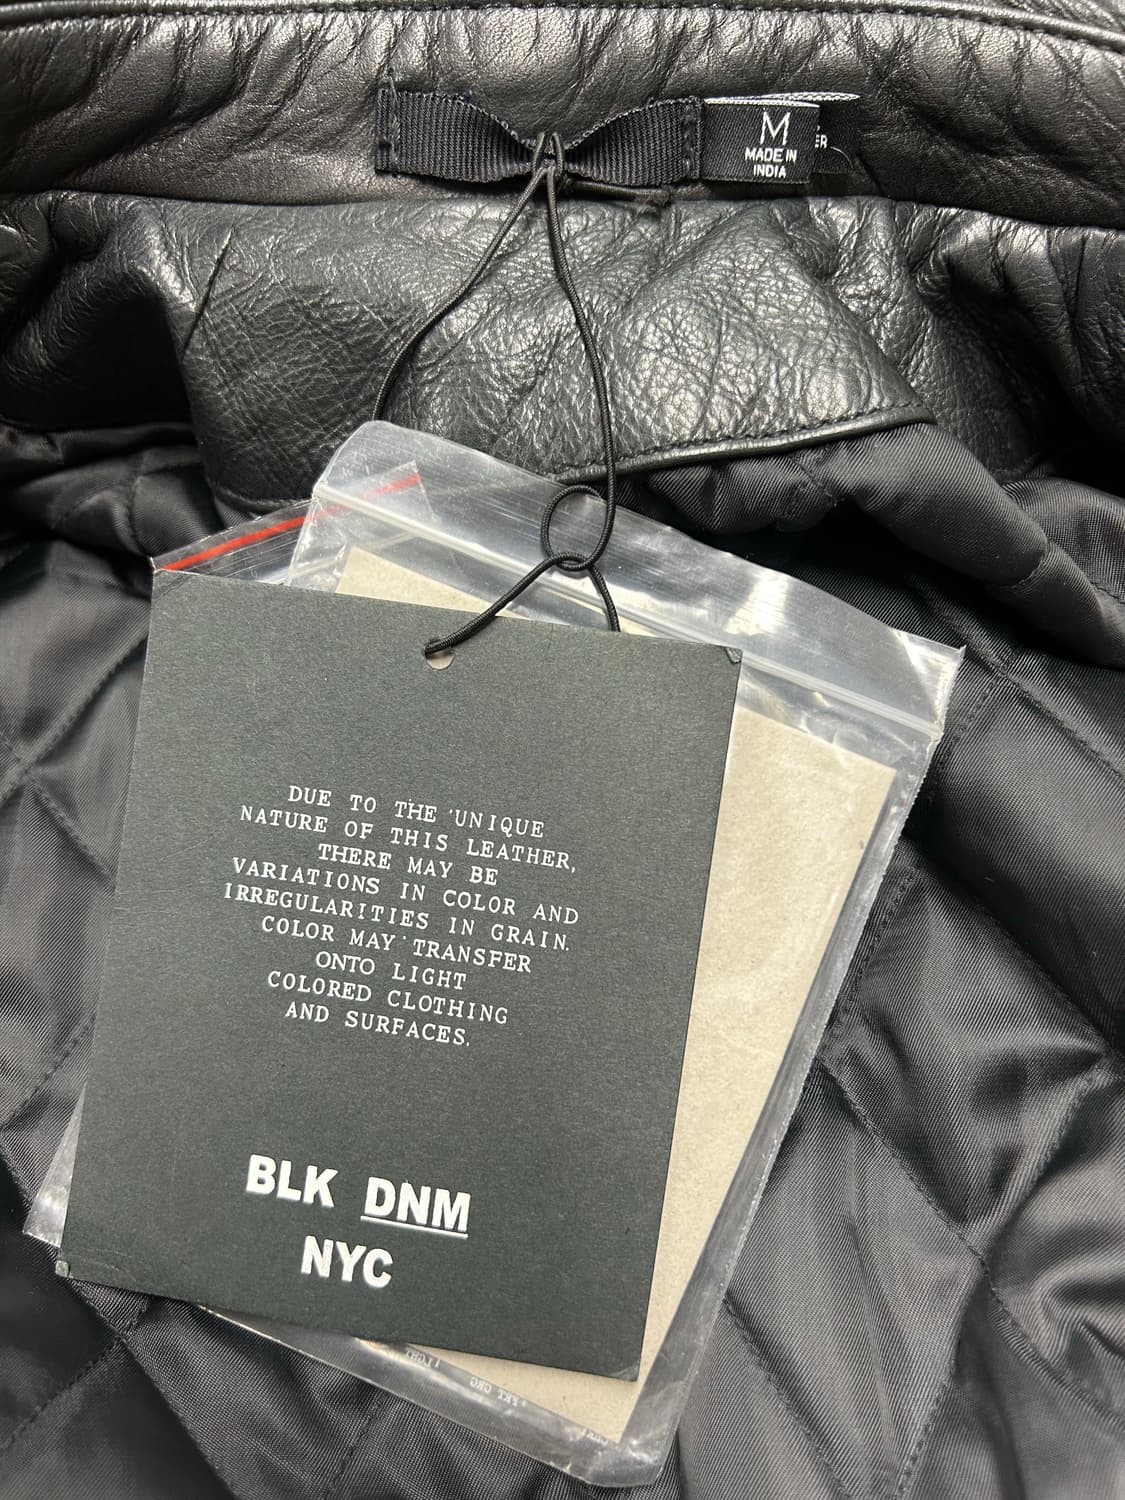 M
MADE IN
INDIA
ER
DUE TO THE UNIQUE
NATURE OF THIS LEATHER,
THERE MAY BE
VARIATIONS IN COLOR AND
IRREGULARITIES IN GRAIN.
COLOR MAY TRANSFER
ONTO LIGHT
COLORED CLOTHING
AND SURFACES.
BLK DNM
NYC